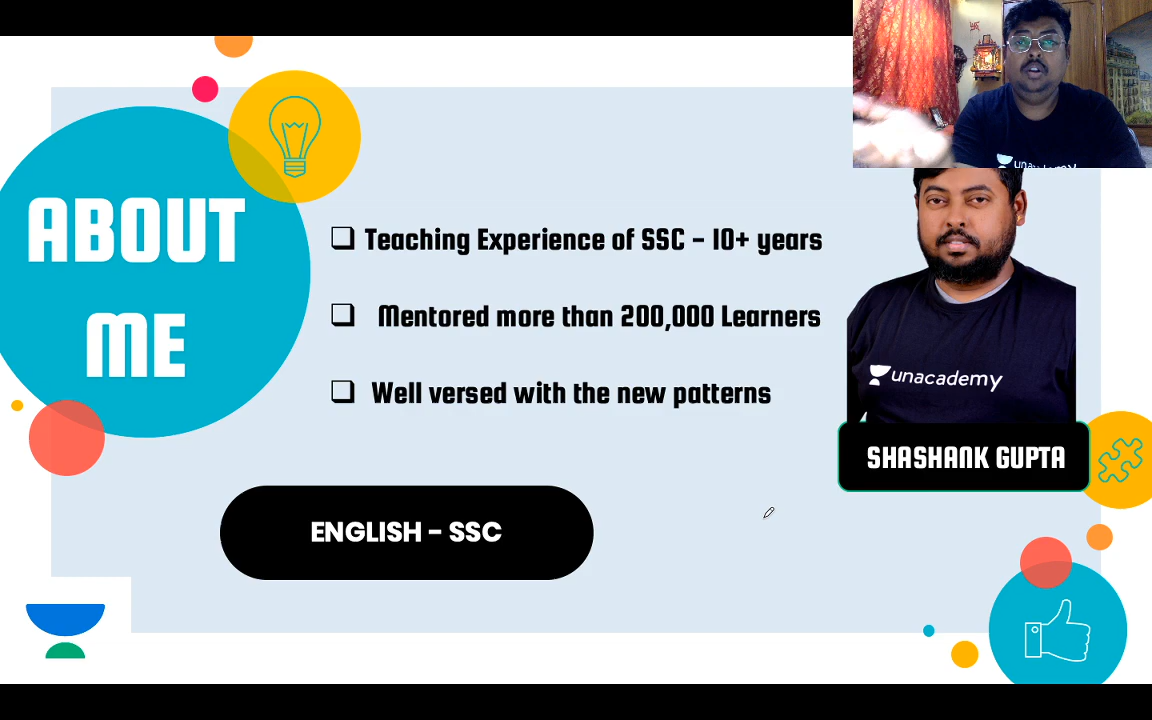 ABOUT
ME
❑ Teaching Experience of SSC – 10+ years
❑ Mentored more than 200,000 Learners
❑ Well versed with the new patterns
unacademy
unacademy
SHASHANK GUPTA
ENGLISH – SSC